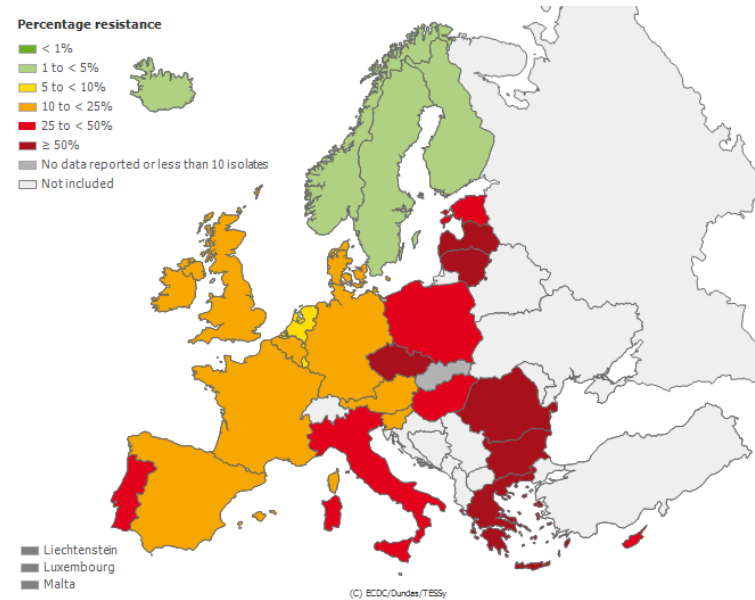 Percentage resistance
< 1%
1 to < 5%
5 to < 10%
10 to < 25%
25 to < 50%
≥ 50%
No data reported or less than 10 isolates
Not included
Liechtenstein
Luxembourg
Malta
(C) ECDC/Dundas/TESSy